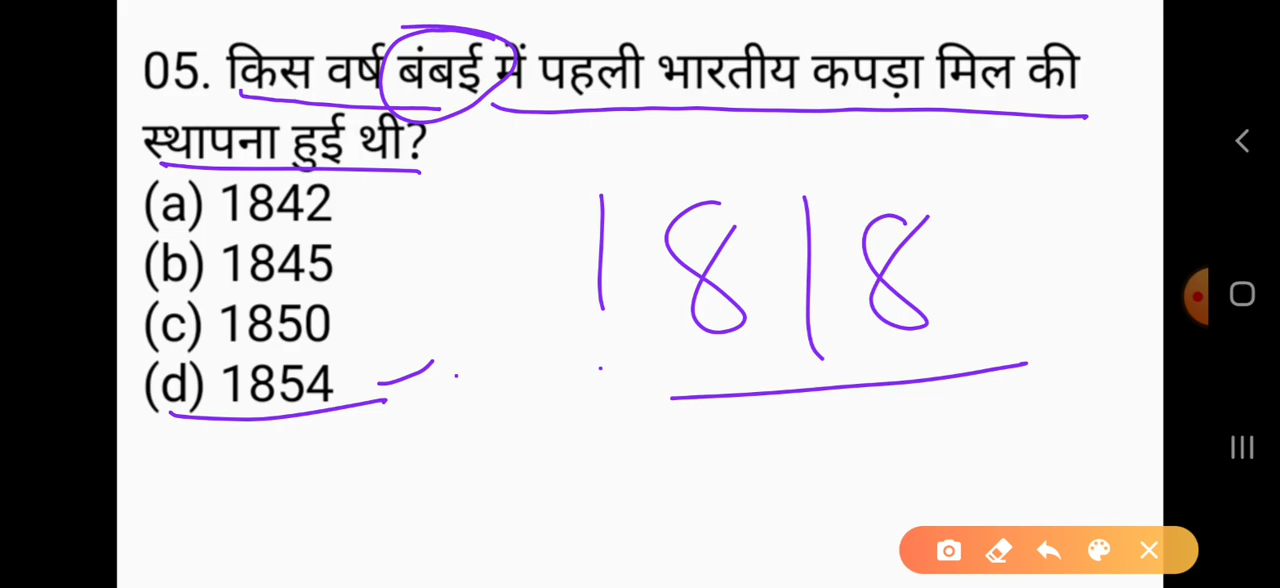 05. किस वर्ष बंबई में पहली भारतीय कपड़ा मिल की
स्थापना हुई थी?
(a) 1842
(b) 1845
(c) 1850
(d) 1854
1818